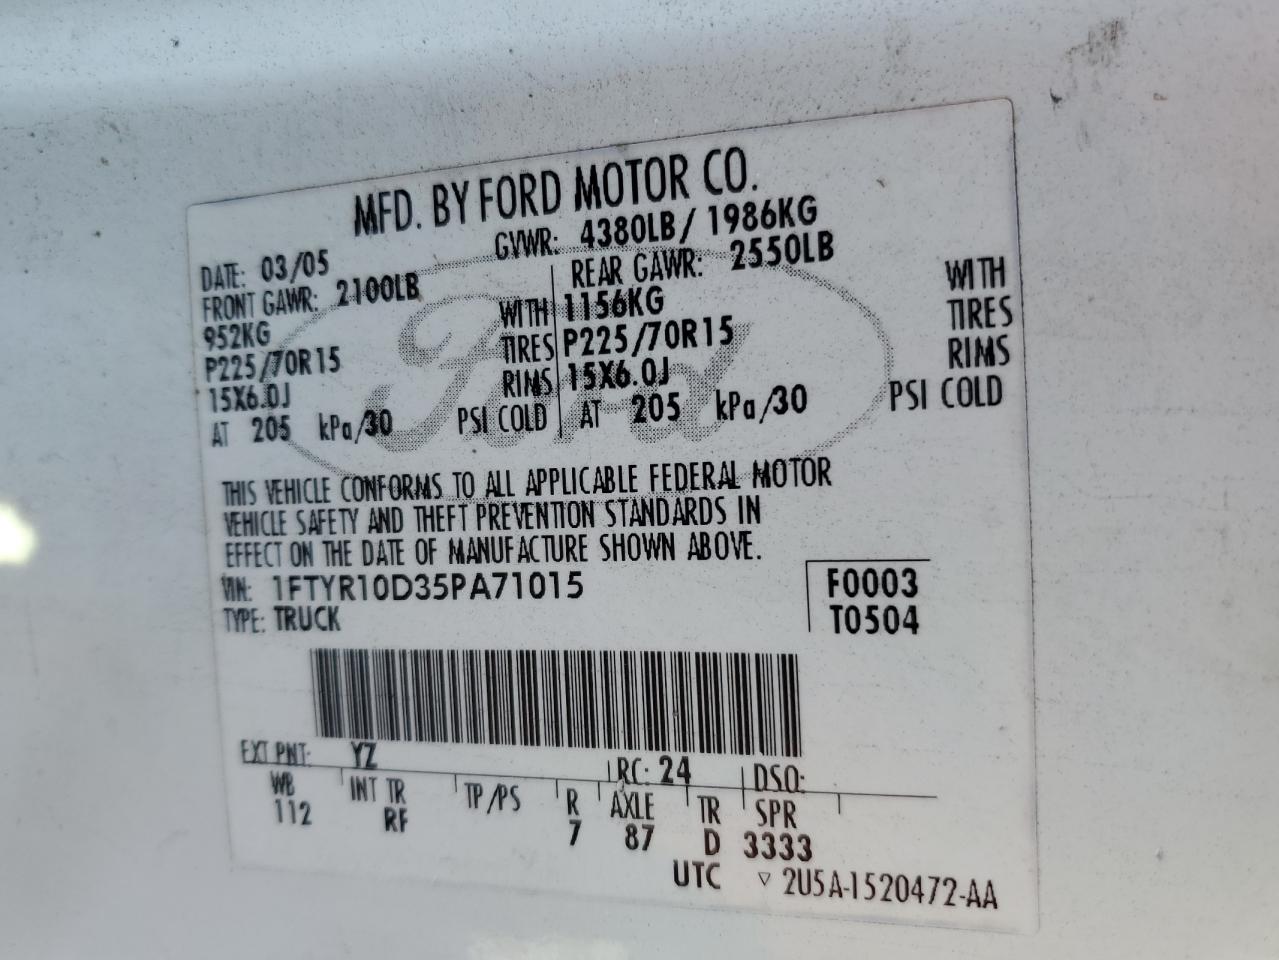 MFD. BY FORD MOTOR CO.
DATE: 03/05 GVWR: 4380LB/ 1986KG
FRONT GAWR: 2100LB REAR GAWR: 2550LB
952KG WITH 1156KG WITH
P225/70R15 TIRES P225/70R15 TIRES
15X6.0J RIMS 15X6.0J RIMS
AT 205 kPa/30 PSI COLD AT 205 kPa/30 PSI COLD
Ford
THIS VEHICLE CONFORMS TO ALL APPLICABLE FEDERAL MOTOR
VEHICLE SAFETY AND THEFT PREVENTION STANDARDS IN
EFFECT ON THE DATE OF MANUFACTURE SHOWN ABOVE.
VIN: 1FTYR10D35PA71015 F0003
TYPE: TRUCK T0504
EXT PNT: YZ RC: 24 DSO:
WB INT TR TP/PS R AXLE TR SPR
112 RF 7 87 D 3333
UTC ▽ 2U5A-1520472-AA